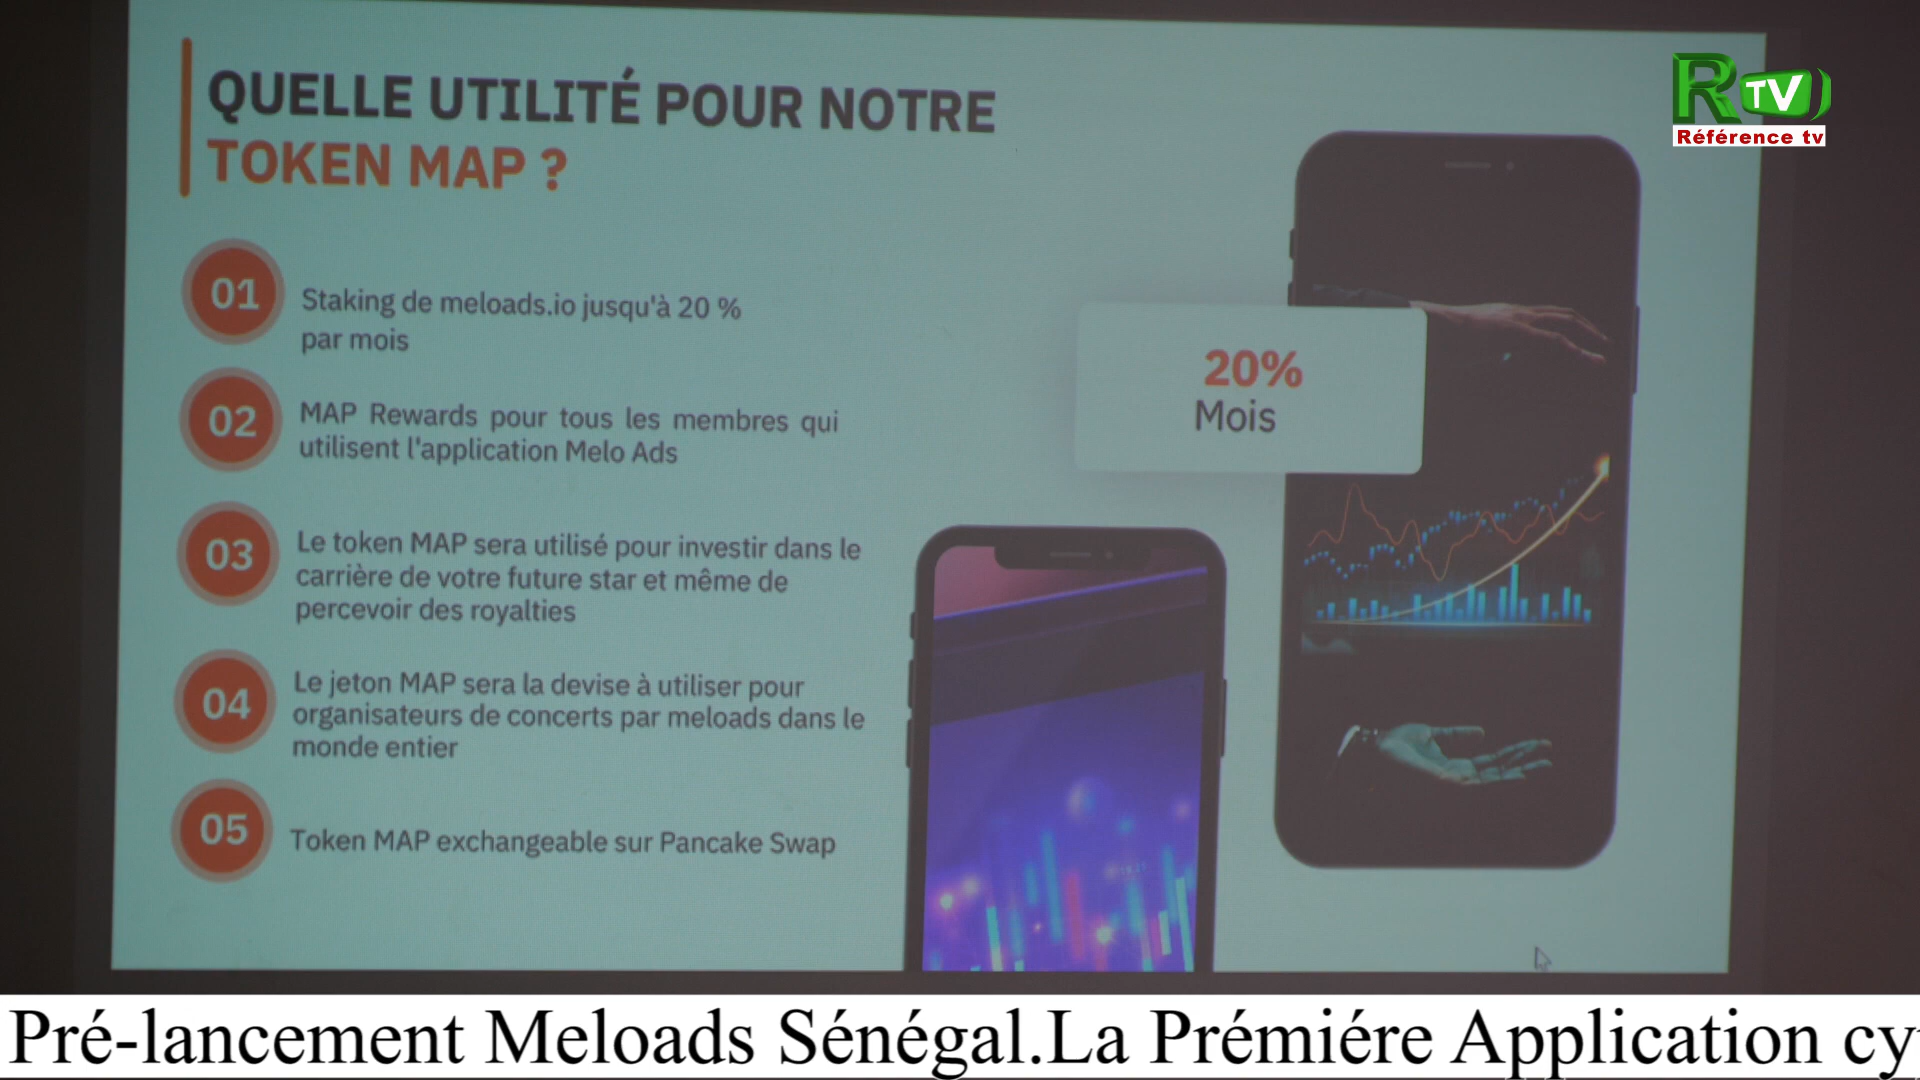 QUELLE UTILITÉ POUR NOTRE
TOKEN MAP ?
01
Staking de meloads.io jusqu'à 20 %
par mois
02
MAP Rewards pour tous les membres qui
utilisent l'application Melo Ads
03
Le token MAP sera utilisé pour investir dans le
carrière de votre future star et même de
percevoir des royalties
04
Le jeton MAP sera la devise à utiliser pour
organisateurs de concerts par meloads dans le
monde entier
05
Token MAP exchangeable sur Pancake Swap
20%
Mois
R TV
Référence tv
Pré-lancement Meloads Sénégal.La Prémiére Application